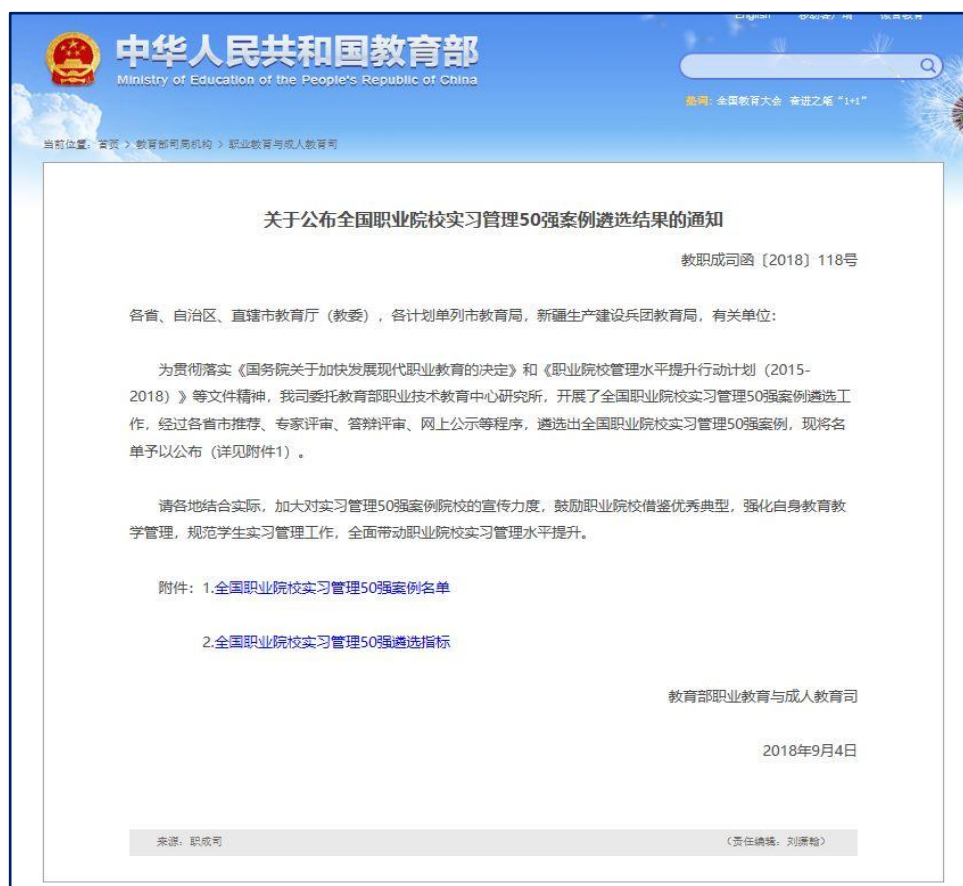 English 移动客户端 微言教育
中华人民共和国教育部
Ministry of Education of the People's Republic of China
热词: 全国教育大会 奋进之笔 “1+1”
当前位置: 首页 > 教育部司局机构 > 职业教育与成人教育司
关于公布全国职业院校实习管理50强案例遴选结果的通知
教职成司函〔2018〕118号
各省、自治区、直辖市教育厅（教委），各计划单列市教育局，新疆生产建设兵团教育局，有关单位：
为贯彻落实《国务院关于加快发展现代职业教育的决定》和《职业院校管理水平提升行动计划（2015-
2018）》等文件精神，我司委托教育部职业技术教育中心研究所，开展了全国职业院校实习管理50强案例遴选工
作，经过各省市推荐、专家评审、答辩评审、网上公示等程序，遴选出全国职业院校实习管理50强案例，现将名
单予以公布（详见附件1）。
请各地结合实际，加大对实习管理50强案例院校的宣传力度，鼓励职业院校借鉴优秀典型，强化自身教育教
学管理，规范学生实习管理工作，全面带动职业院校实习管理水平提升。
附件：1.全国职业院校实习管理50强案例名单
2.全国职业院校实习管理50强遴选指标
教育部职业教育与成人教育司
2018年9月4日
来源：职成司 （责任编辑：刘潇翰）